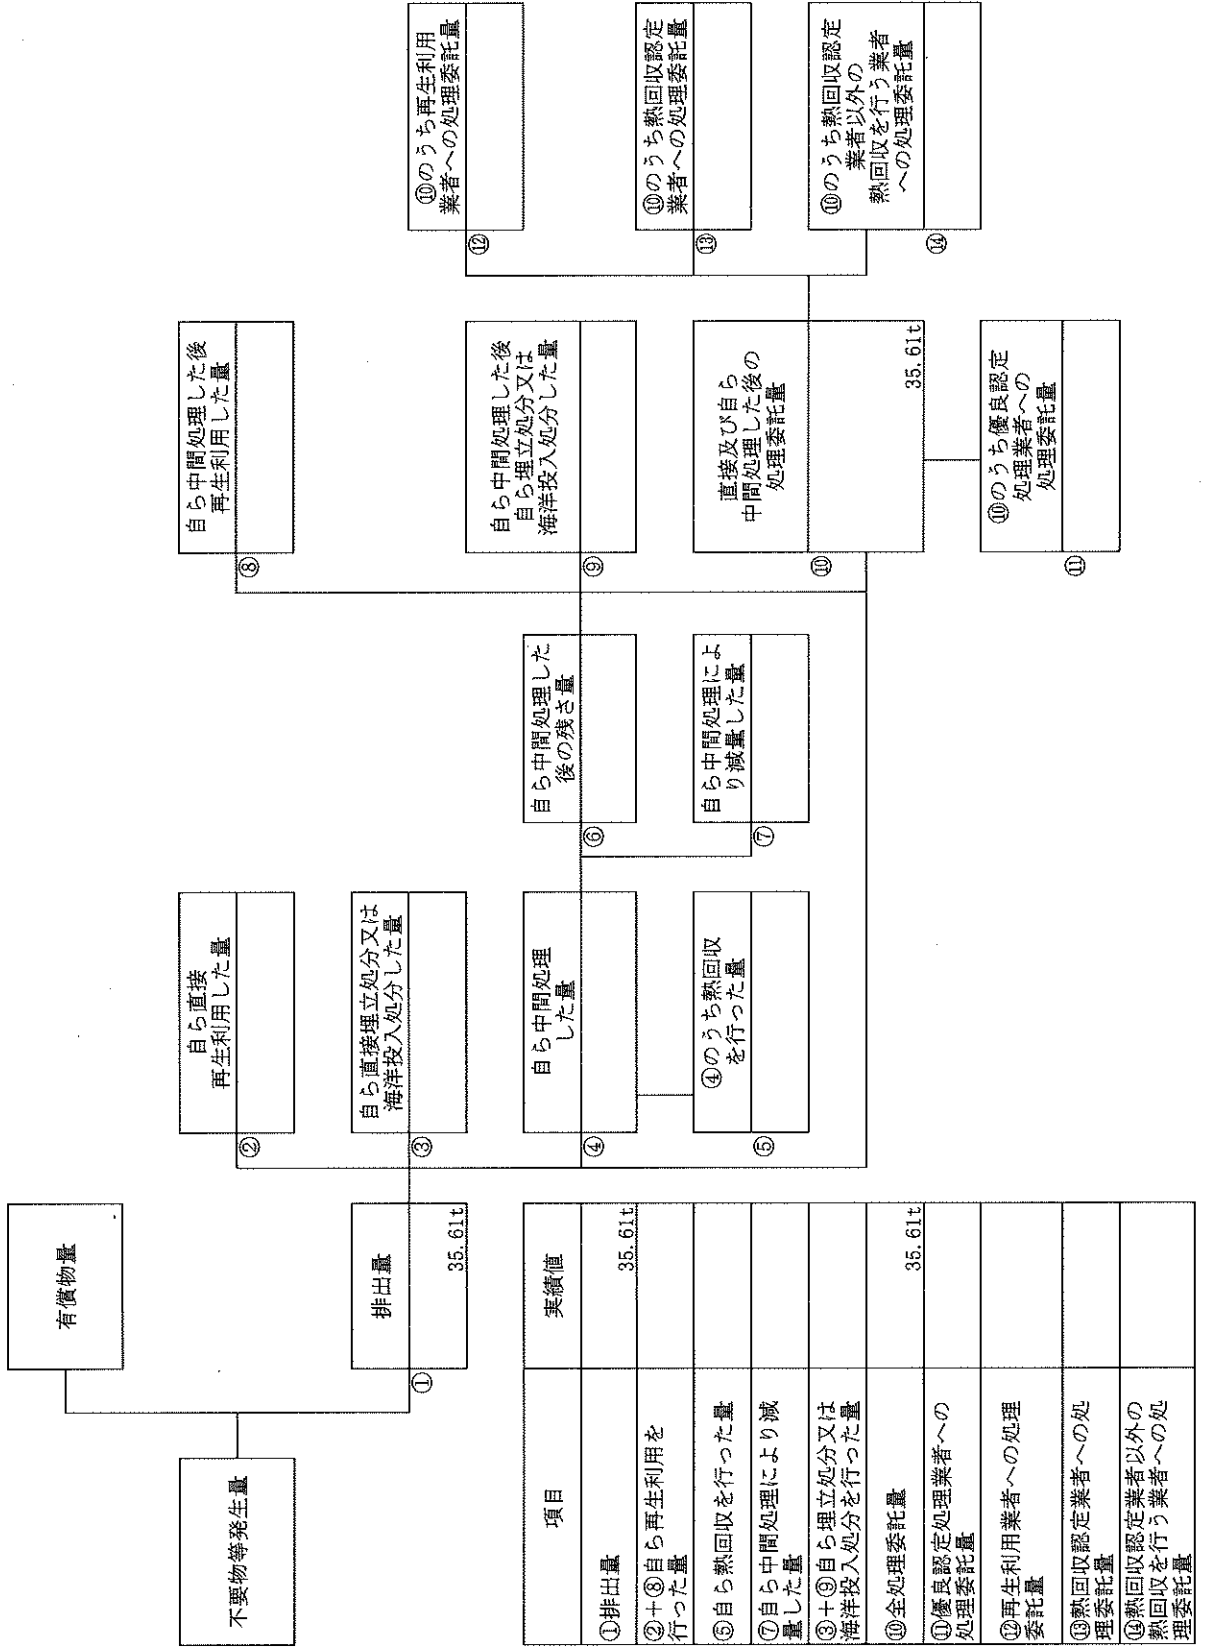 不要物等発生量
有償物量
排出量
①
35.61t
自ら直接
再生利用した量
②
自ら直接埋立処分又は
海洋投入処分した量
③
自ら中間処理
した量
④
④のうち熱回収
を行った量
⑤
自ら中間処理した
後の残さ量
⑥
自ら中間処理によ
り減量した量
⑦
自ら中間処理した後
再生利用した量
⑧
自ら中間処理した後
自ら埋立処分又は
海洋投入処分した量
⑨
直接及び自ら
中間処理した後の
処理委託量
⑩
35.61t
⑩のうち優良認定
処理業者への
処理委託量
⑪
⑩のうち再生利用
業者への処理委託量
⑫
⑩のうち熱回収認定
業者への処理委託量
⑬
⑩のうち熱回収認定
業者以外の
熱回収を行う業者
への処理委託量
⑭
項目
実績値
①排出量
35.61t
②+⑧自ら再生利用を
行った量
⑤自ら熱回収を行った量
⑦自ら中間処理により減
量した量
③+⑨自ら埋立処分又は
海洋投入処分を行った量
⑩全処理委託量
35.61t
⑪優良認定処理業者への
処理委託量
⑫再生利用業者への処理
委託量
⑬熱回収認定業者への処
理委託量
⑭熱回収認定業者以外の
熱回収を行う業者への処
理委託量